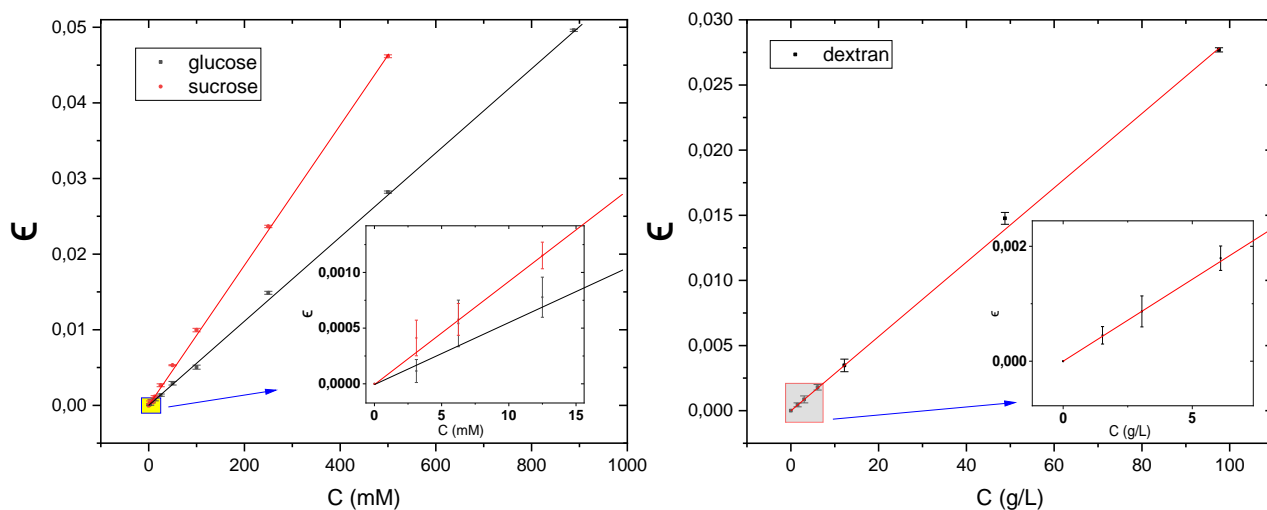 0,05
0,04
0,03
0,02
0,01
0,00
ϵ
glucose
sucrose
0 200 400 600 800 1000
C (mM)
0,0010
0,0005
0,0000
ϵ
0 5 10 15
C (mM)
0,030
0,025
0,020
0,015
0,010
0,005
0,000
ϵ
dextran
0 20 40 60 80 100
C (g/L)
0,002
0,000
ϵ
0 5
C (g/L)